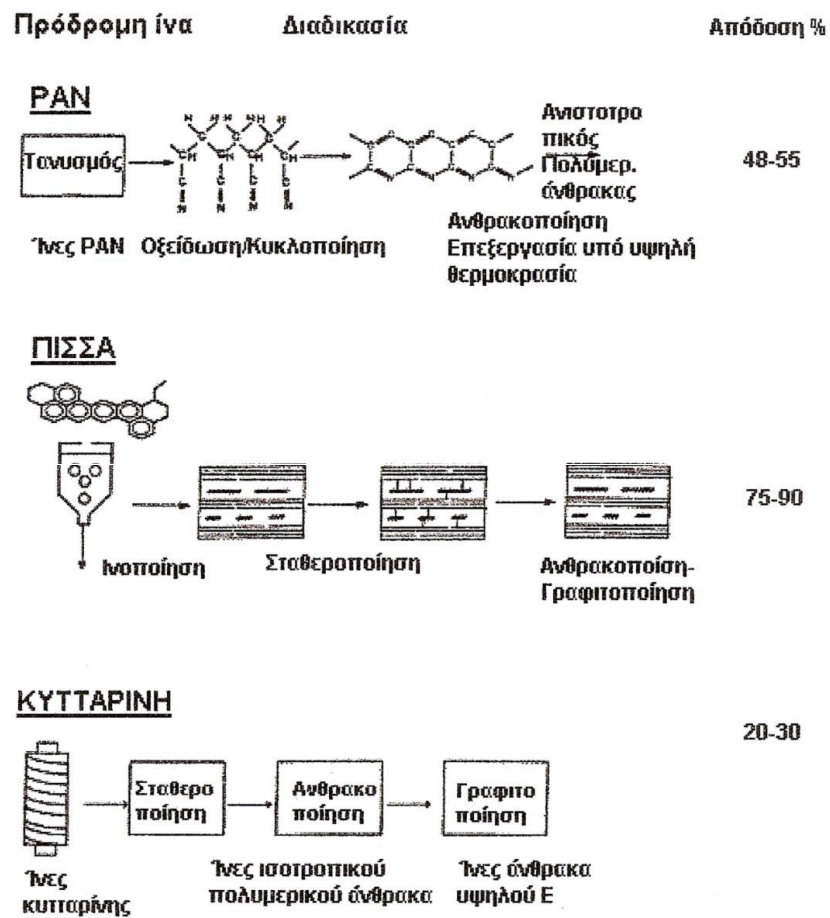 Πρόδρομη ίνα Διαδικασία Απόδοση %
PAN
Τανυσμός
Ανιστοτρο
πικός
Πολυμερ.
άνθρακας
48-55
Ίνες PAN Οξείδωση/Κυκλοποίηση
Ανθρακοποίηση
Επεξεργασία υπό υψηλή
θερμοκρασία
ΠΙΣΣΑ
75-90
Ινοποίηση
Σταθεροποίηση
Ανθρακοποίση-
Γραφιτοποίηση
ΚΥΤΤΑΡΙΝΗ
20-30
Σταθερο
ποίηση
Ανθρακο
ποίηση
Γραφιτο
ποίηση
Ίνες
κυτταρίνης
Ίνες ισοτροπικού
πολυμερικού άνθρακα
Ίνες άνθρακα
υψηλού Ε